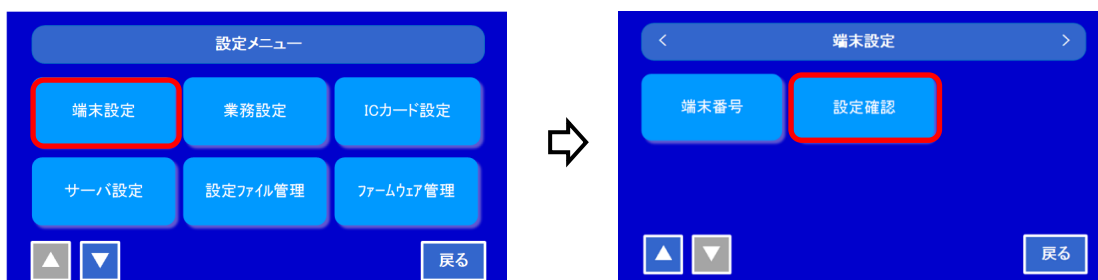 設定メニュー
端末設定
業務設定
ICカード設定
サーバ設定
設定ファイル管理
ファームウェア管理
戻る
端末設定
端末番号
設定確認
戻る